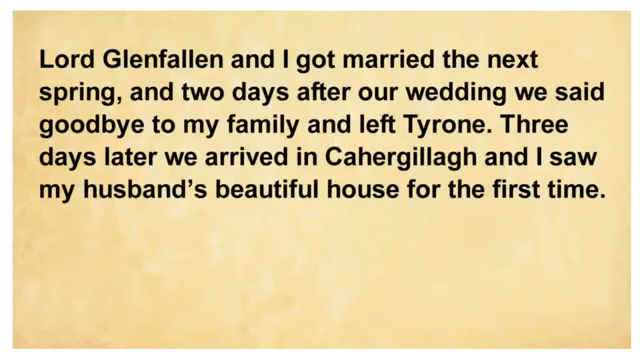 Lord Glenfallen and I got married the next
spring, and two days after our wedding we said
goodbye to my family and left Tyrone. Three
days later we arrived in Cahergillagh and I saw
my husband’s beautiful house for the first time.